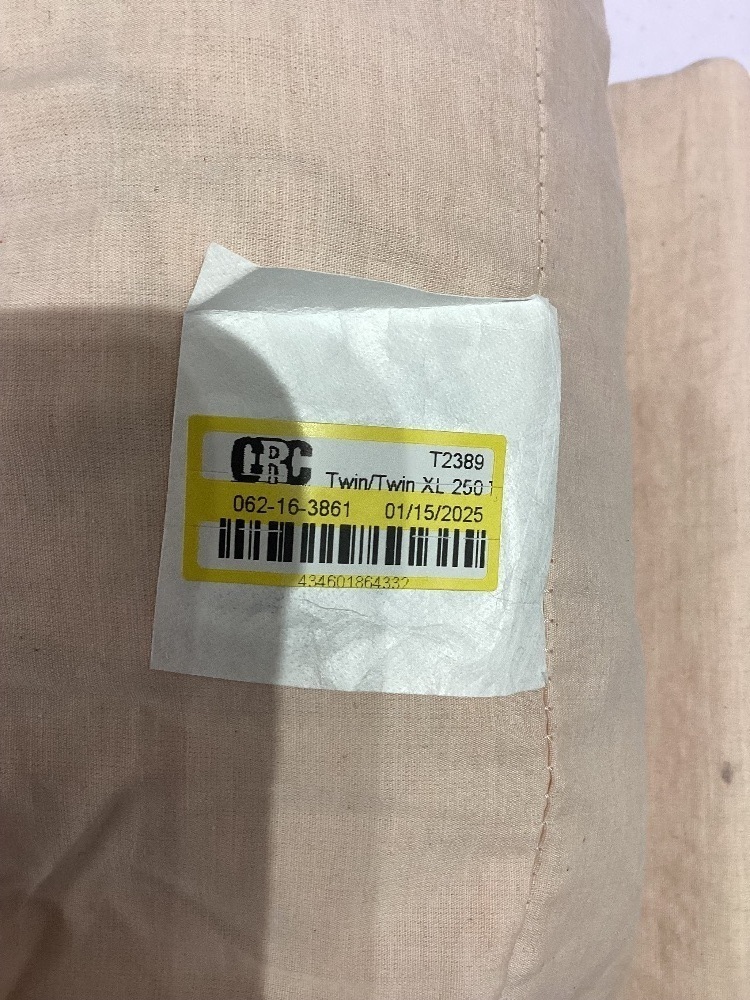 CRC
T2389
Twin/Twin XL 250
062-16-3861 01/15/2025
434601864332